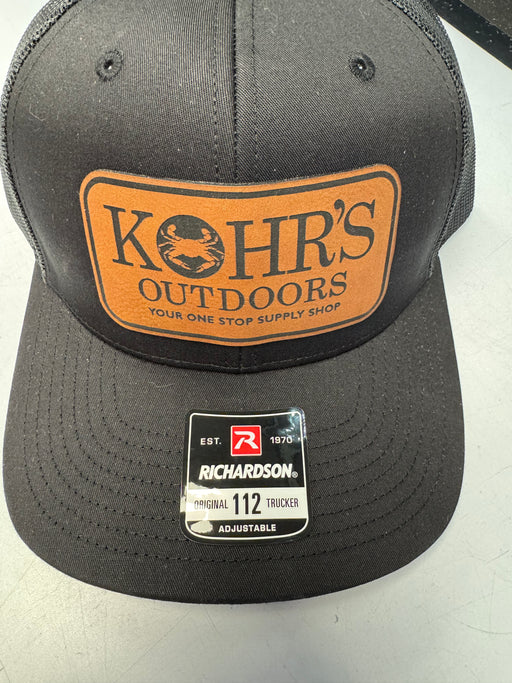 KOHR'S
OUTDOORS
YOUR ONE STOP SUPPLY SHOP
EST. R 1970
RICHARDSON®
ORIGINAL 112 TRUCKER
ADJUSTABLE